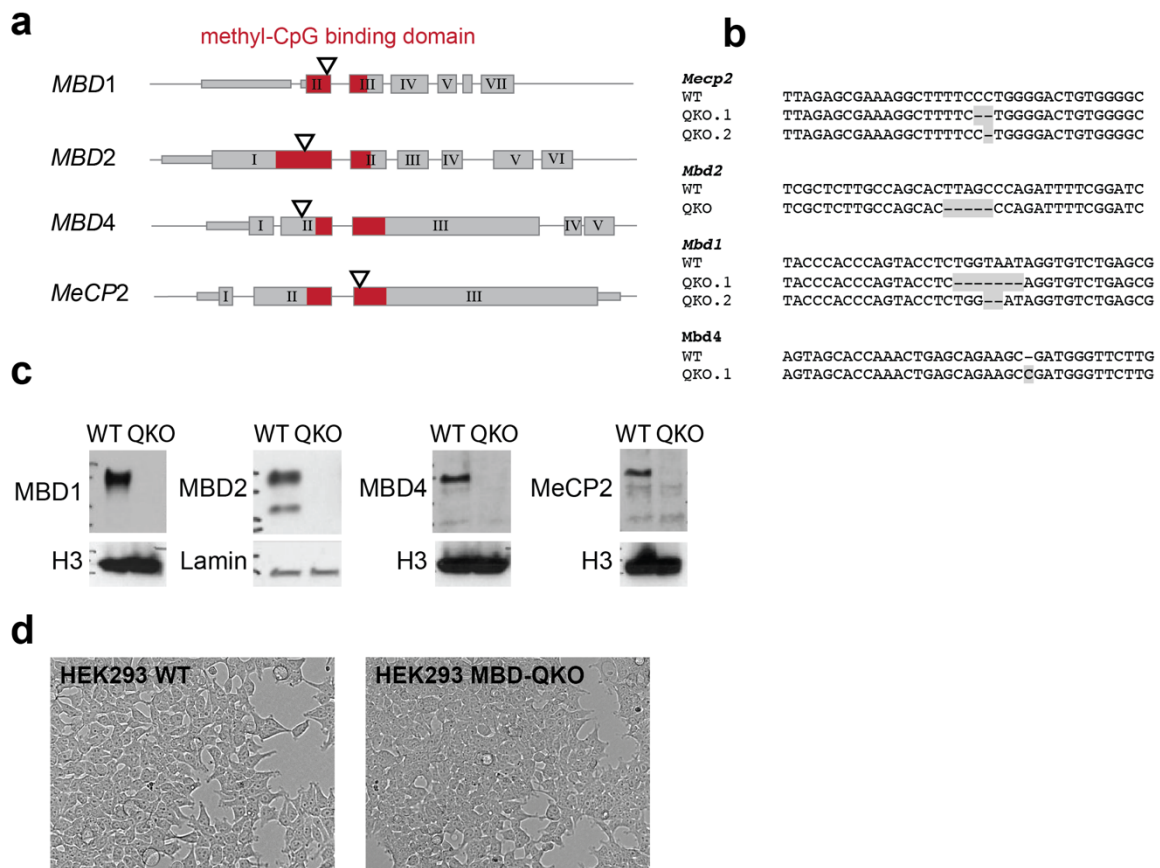 a
methyl-CpG binding domain
MBD1
II III IV V VII
MBD2
I II III IV V VI
MBD4
I II III IV V
MeCP2
I II III
b
Mecp2
WT TTAGAGCGAAAGGCTTTTCCCTGGGGACTGTGGGGC
QKO.1 TTAGAGCGAAAGGCTTTTC--TGGGGACTGTGGGGC
QKO.2 TTAGAGCGAAAGGCTTTTCC-TGGGGACTGTGGGGC
Mbd2
WT TCGCTCTTGCCAGCACTTAGCCCAGATTTTCGGATC
QKO TCGCTCTTGCCAGCAC-----CCAGATTTTCGGATC
Mbd1
WT TACCCACCCAGTACCTCTGGTAATAGGTGTCTGAGCG
QKO.1 TACCCACCCAGTACCTC-------AGGTGTCTGAGCG
QKO.2 TACCCACCCAGTACCTCTGG--ATAGGTGTCTGAGCG
Mbd4
WT AGTAGCACCAAACTGAGCAGAAGC-GATGGGTTCTTG
QKO.1 AGTAGCACCAAACTGAGCAGAAGCCGATGGGTTCTTG
c
WT QKO
MBD1
H3
WT QKO
MBD2
Lamin
WT QKO
MBD4
H3
WT QKO
MeCP2
H3
d
HEK293 WT
HEK293 MBD-QKO